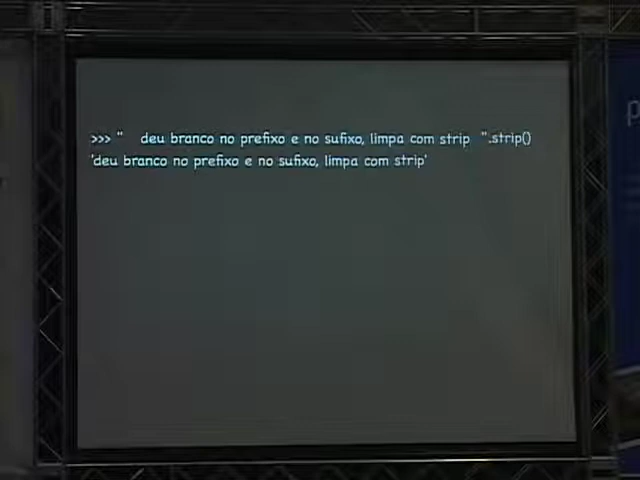 >>> "   deu branco no prefixo e no sufixo, limpa com strip  ".strip()
'deu branco no prefixo e no sufixo, limpa com strip'
p